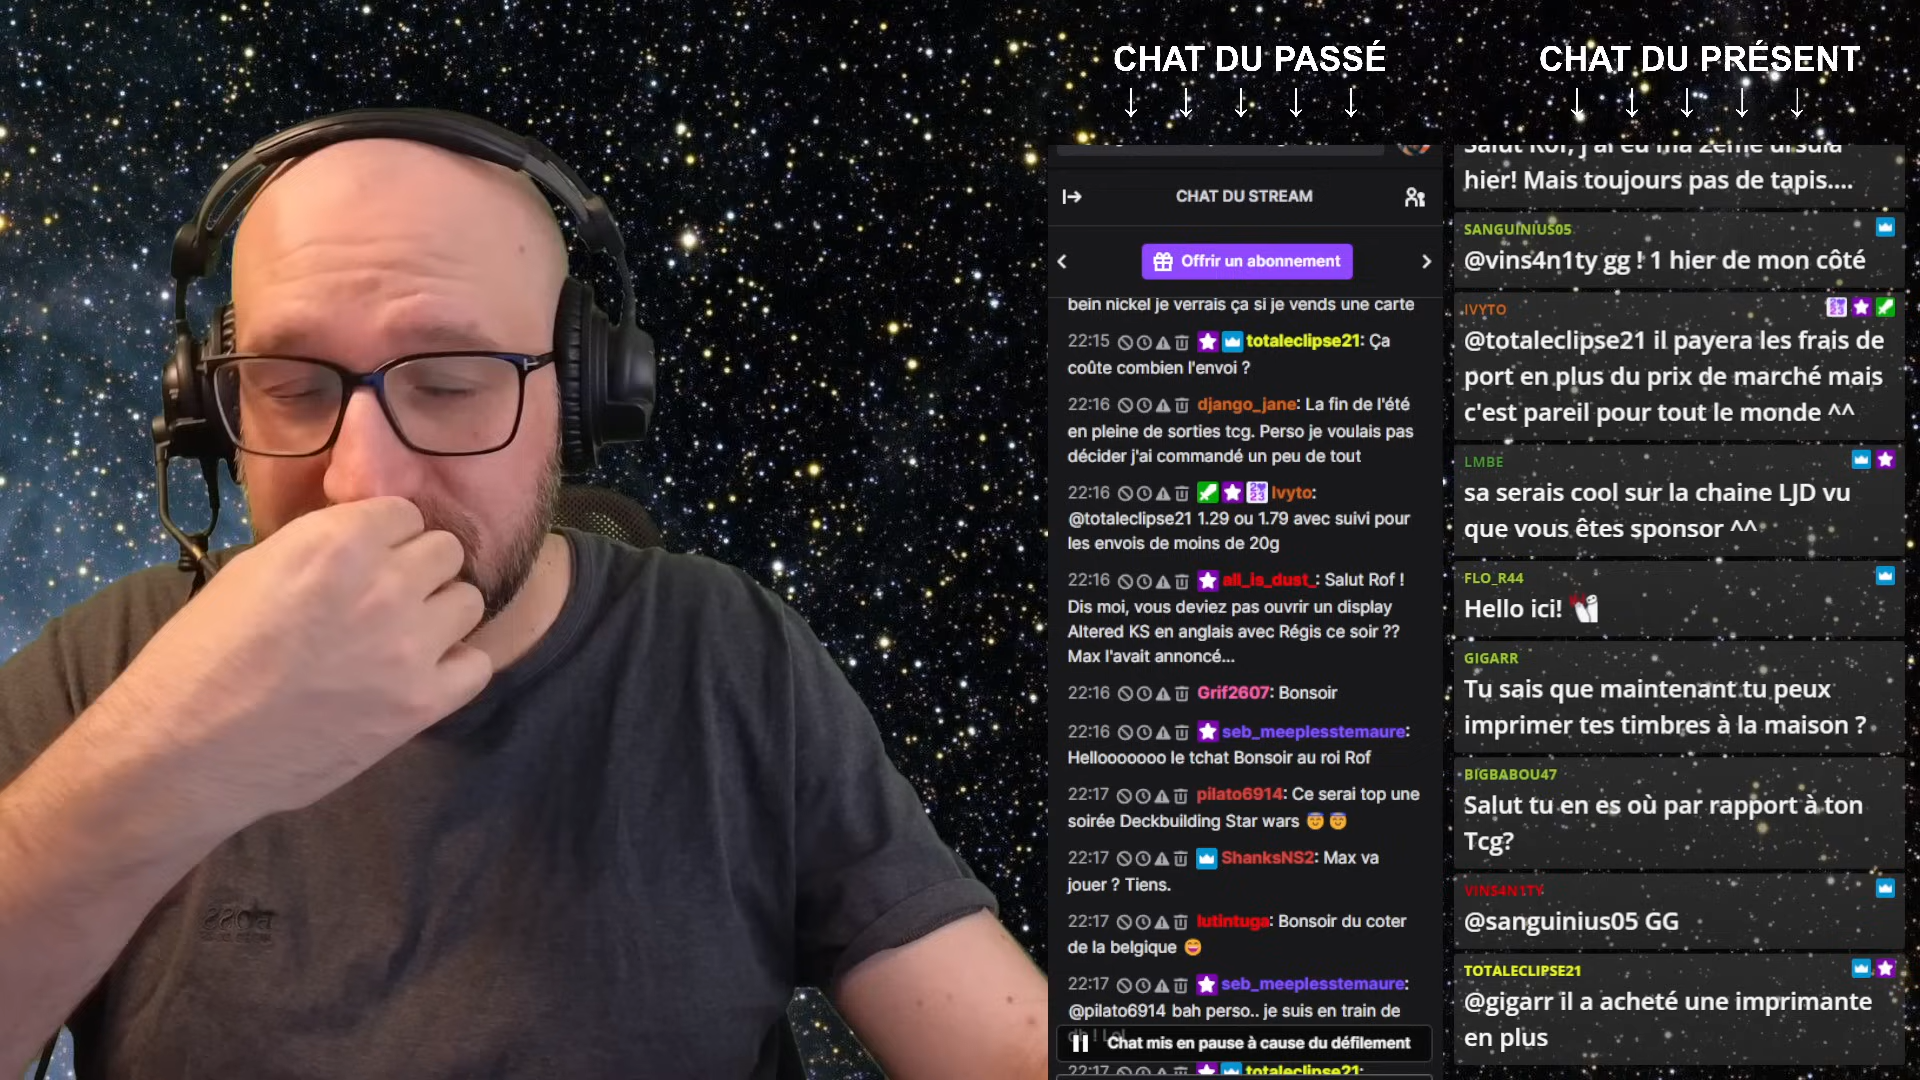 CHAT DU PASSÉ
↓ ↓ ↓ ↓ ↓
CHAT DU STREAM
Offrir un abonnement
bein nickel je verrais ça si je vends une carte
22:15 totaleclipse21: Ça
coûte combien l'envoi ?
22:16 django_jane: La fin de l'été
en pleine de sorties tcg. Perso je voulais pas
décider j'ai commandé un peu de tout
22:16 Ivyto:
@totaleclipse21 1.29 ou 1.79 avec suivi pour
les envois de moins de 20g
22:16 all_is_dust_: Salut Rof !
Dis moi, vous deviez pas ouvrir un display
Altered KS en anglais avec Régis ce soir ??
Max l'avait annoncé...
22:16 Grif2607: Bonsoir
22:16 seb_meeplesstemaure:
Hellooooooo le tchat Bonsoir au roi Rof
22:17 pilato6914: Ce serai top une
soirée Deckbuilding Star wars 😇 😇
22:17 ShanksNS2: Max va
jouer ? Tiens.
22:17 lutintuga: Bonsoir du coter
de la belgique 😄
22:17 seb_meeplesstemaure:
@pilato6914 bah perso.. je suis en train de
Chat mis en pause à cause du défilement
22:17 totaleclipse21:
CHAT DU PRÉSENT
↓ ↓ ↓ ↓ ↓
Salut Rof, j'ai eu ma 2ème ursula
hier! Mais toujours pas de tapis....
SANGUINIUS05
@vins4n1ty gg ! 1 hier de mon côté
IVYTO
@totaleclipse21 il payera les frais de
port en plus du prix de marché mais
c'est pareil pour tout le monde ^^
LMBE
sa serais cool sur la chaine LJD vu
que vous êtes sponsor ^^
FLO_R44
Hello ici!
GIGARR
Tu sais que maintenant tu peux
imprimer tes timbres à la maison ?
BIGBABOU47
Salut tu en es où par rapport à ton
Tcg?
VINS4N1TY
@sanguinius05 GG
TOTALECLIPSE21
@gigarr il a acheté une imprimante
en plus